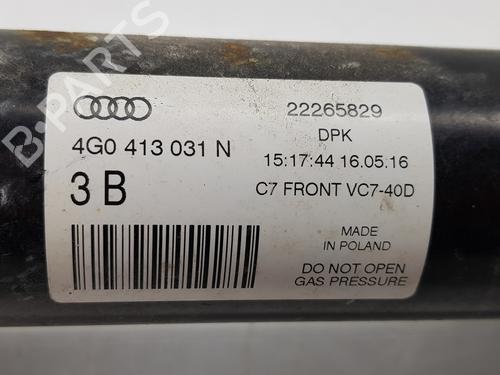 22265829
4G0 413 031 N
DPK
15:17:44 16.05.16
3 B
C7 FRONT VC7-40D
MADE
IN POLAND
DO NOT OPEN
GAS PRESSURE